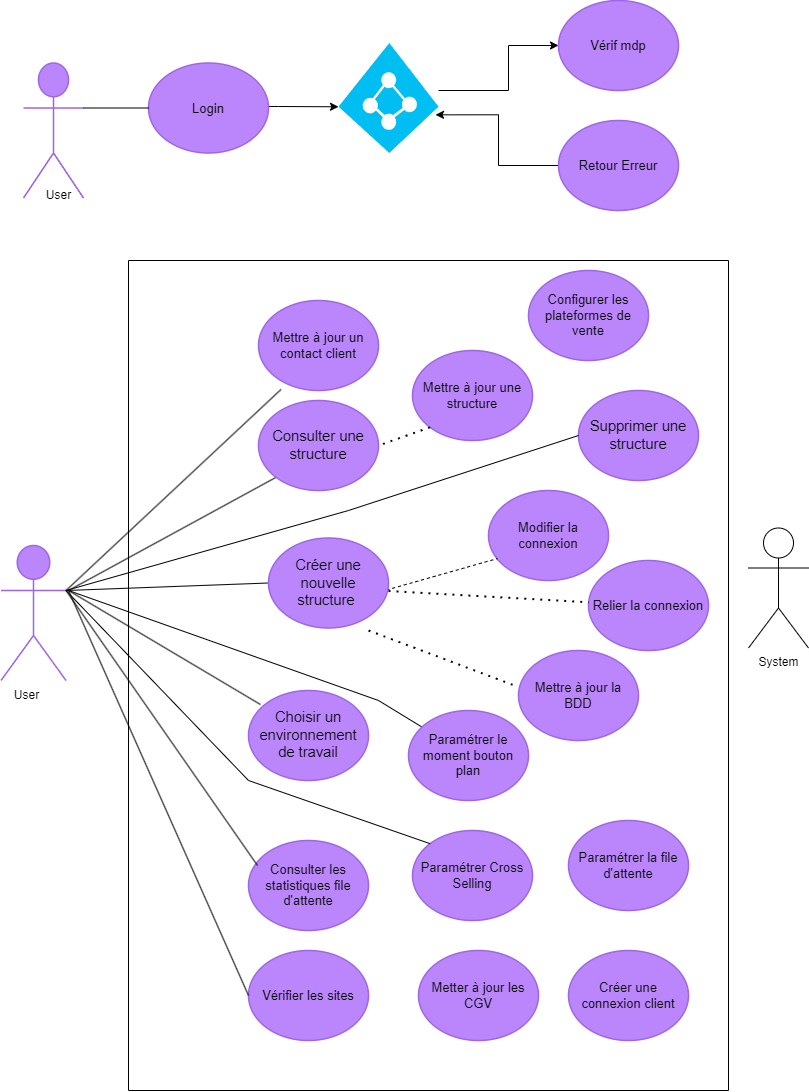 Vérif mdp
Login
Retour Erreur
User
Configurer les
plateformes de
vente
Mettre à jour un
contact client
Mettre à jour une
structure
Consulter une
structure
Supprimer une
structure
Modifier la
connexion
Créer une
nouvelle
structure
Relier la connexion
System
User
Mettre à jour la
BDD
Choisir un
environnement
de travail
Paramétrer le
moment bouton
plan
Consulter les
statistiques file
d'attente
Paramétrer Cross
Selling
Paramétrer la file
d'attente
Vérifier les sites
Metter à jour les
CGV
Créer une
connexion client